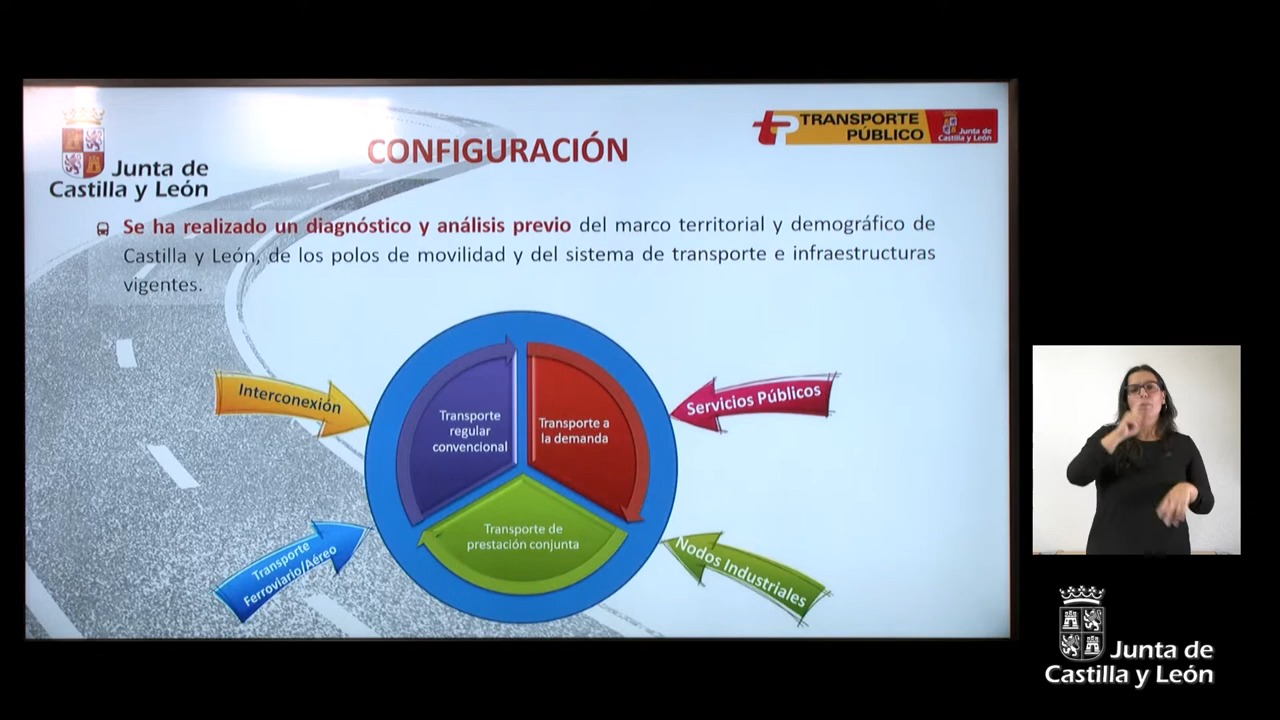 Junta de
Castilla y León
CONFIGURACIÓN
tp TRANSPORTE
PÚBLICO
Junta de
Castilla y León
Se ha realizado un diagnóstico y análisis previo del marco territorial y demográfico de
Castilla y León, de los polos de movilidad y del sistema de transporte e infraestructuras
vigentes.
Interconexión
Servicios Públicos
Transporte
regular
convencional
Transporte a
la demanda
Transporte de
prestación conjunta
Transporte
Ferroviario/Aéreo
Nodos Industriales
Junta de
Castilla y León